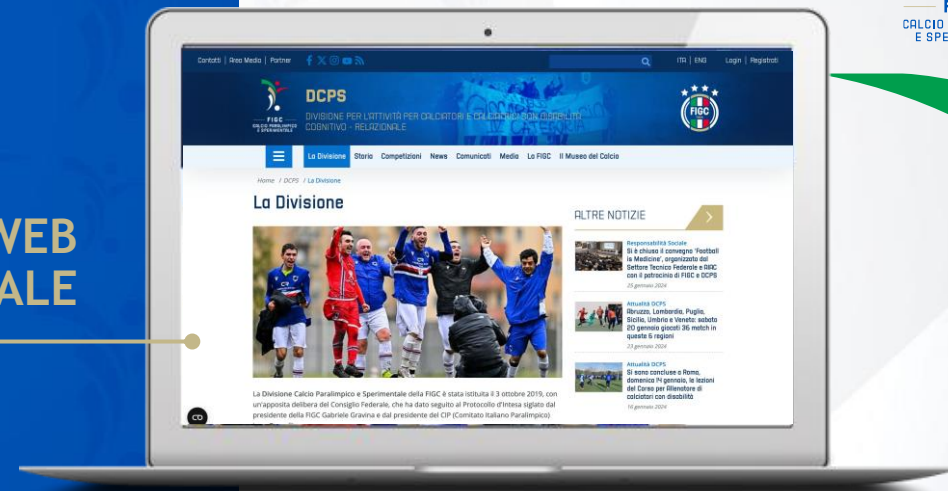 CALCIO
E SPE
WEB
ALE
Contatti | Area Media | Partner
ITA | ENG
Login | Registrati
FIGC
CALCIO PARALIMPICO
E SPERIMENTALE
DCPS
DIVISIONE PER L'ATTIVITÀ PER CALCIATORI E CALCIATRICI CON DISABILITÀ
COGNITIVO - RELAZIONALE
FIGC
La Divisione Storia Competizioni News Comunicati Media La FIGC Il Museo del Calcio
Home / DCPS / La Divisione
La Divisione
La Divisione Calcio Paralimpico e Sperimentale della FIGC è stata istituita il 3 ottobre 2019, con
un'apposita delibera del Consiglio Federale, che ha dato seguito al Protocollo d'Intesa siglato dal
presidente della FIGC Gabriele Gravina e dal presidente del CIP (Comitato Italiano Paralimpico)
ALTRE NOTIZIE
Responsabilità Sociale
Si è chiuso il convegno 'Football
is Medicine', organizzato dal
Settore Tecnico Federale e AIAC
con il patrocinio di FIGC e DCPS
25 gennaio 2024
Attualità DCPS
Abruzzo, Lombardia, Puglia,
Sicilia, Umbria e Veneto: sabato
20 gennaio giocati 36 match in
queste 6 regioni
23 gennaio 2024
Attualità DCPS
Si sono concluse a Roma,
domenica 14 gennaio, le lezioni
del Corso per Allenatore di
calciatori con disabilità
16 gennaio 2024